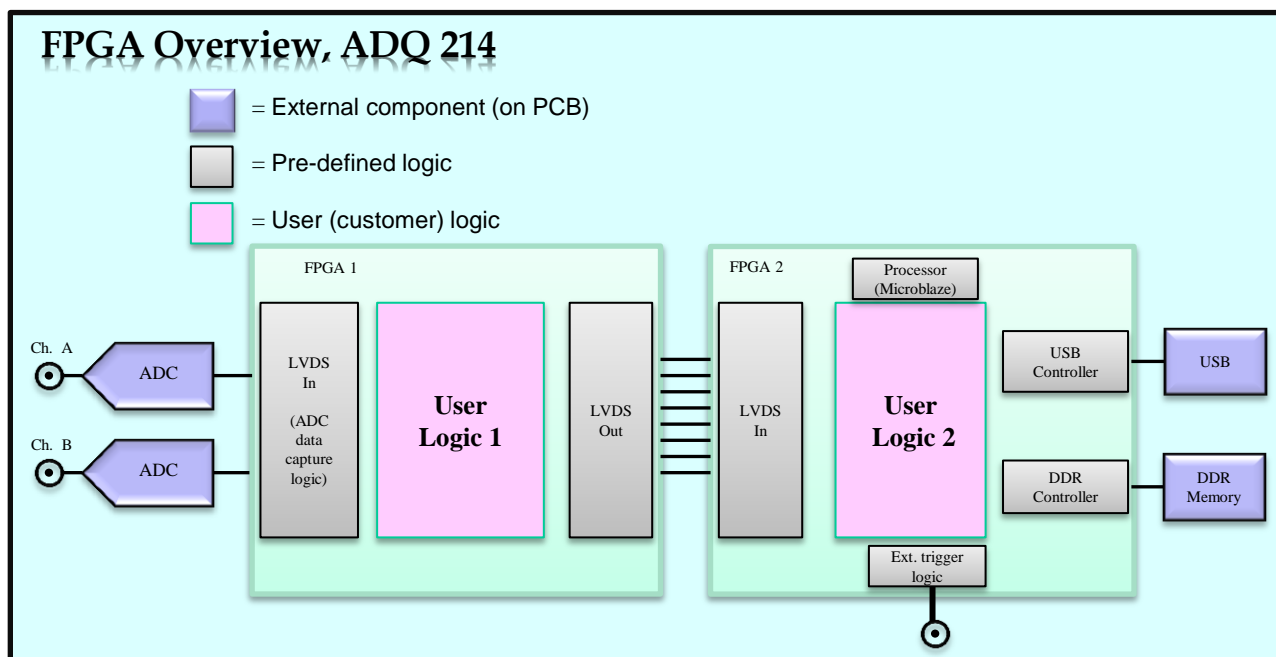 FPGA Overview, ADQ 214
= External component (on PCB)
= Pre-defined logic
= User (customer) logic
FPGA 1
FPGA 2
Processor
(Microblaze)
Ch. A
ADC
Ch. B
ADC
LVDS
In
(ADC
data
capture
logic)
User
Logic 1
LVDS
Out
LVDS
In
User
Logic 2
USB
Controller
USB
DDR
Controller
DDR
Memory
Ext. trigger
logic